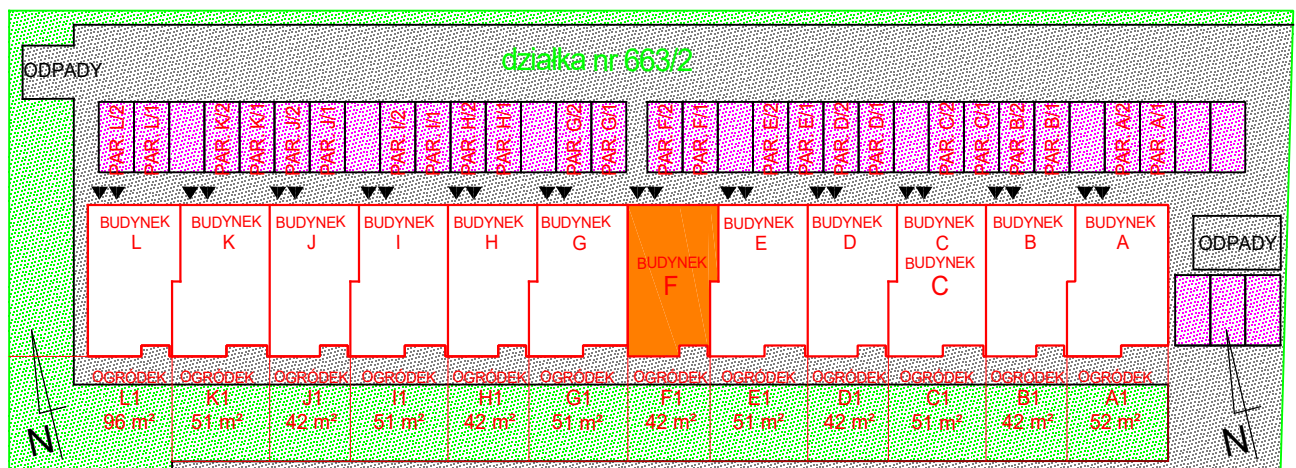 działka nr 663/2
ODPADY
PAR. L/2
PAR. L/1
PAR. K/2
PAR. K/1
PAR. J/2
PAR. J/1
PAR. I/2
PAR. I/1
PAR. H/2
PAR. H/1
PAR. G/2
PAR. G/1
PAR. F/2
PAR. F/1
PAR. E/2
PAR. E/1
PAR. D/2
PAR. D/1
PAR. C/2
PAR. C/1
PAR. B/2
PAR. B/1
PAR. A/2
PAR. A/1
BUDYNEK
L
BUDYNEK
K
BUDYNEK
J
BUDYNEK
I
BUDYNEK
H
BUDYNEK
G
BUDYNEK
F
BUDYNEK
E
BUDYNEK
D
BUDYNEK
C
BUDYNEK
C
BUDYNEK
B
BUDYNEK
A
ODPADY
OGRÓDEK
L1
96 m²
OGRÓDEK
K1
51 m²
OGRÓDEK
J1
42 m²
OGRÓDEK
I1
51 m²
OGRÓDEK
H1
42 m²
OGRÓDEK
G1
51 m²
OGRÓDEK
F1
42 m²
OGRÓDEK
E1
51 m²
OGRÓDEK
D1
42 m²
OGRÓDEK
C1
51 m²
OGRÓDEK
B1
42 m²
OGRÓDEK
A1
52 m²
N
N